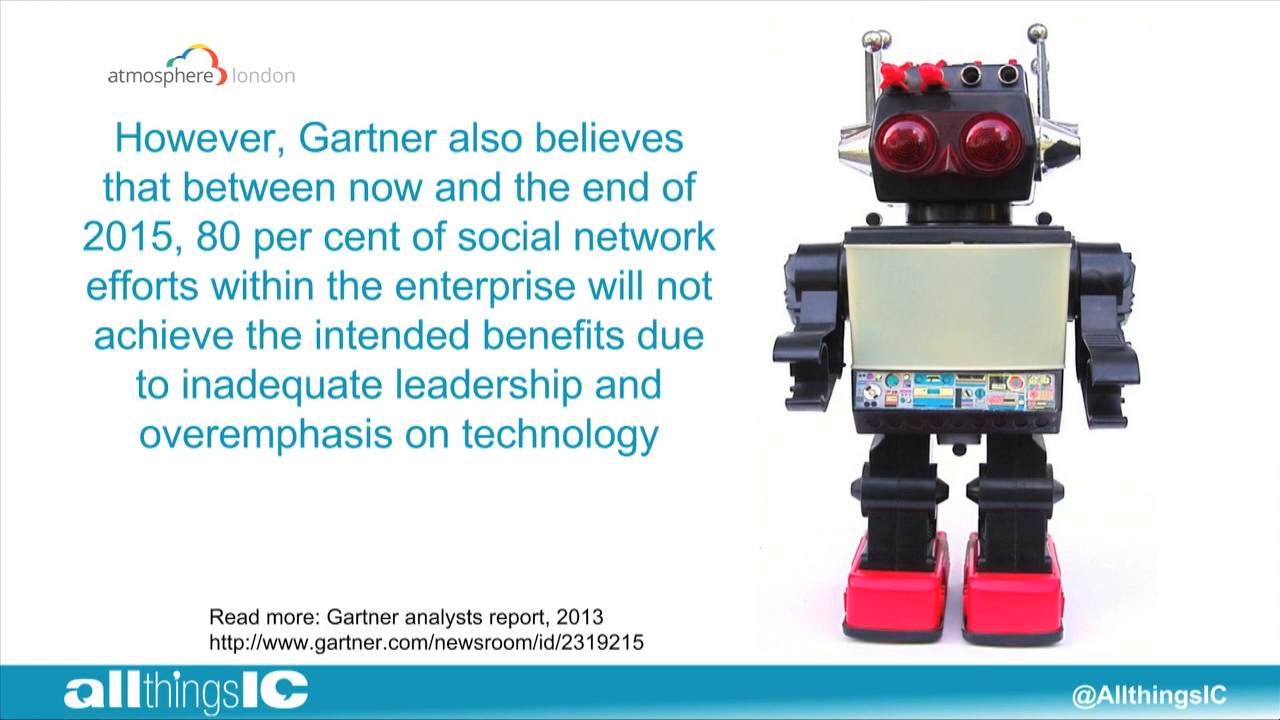 atmosphere london
However, Gartner also believes
that between now and the end of
2015, 80 per cent of social network
efforts within the enterprise will not
achieve the intended benefits due
to inadequate leadership and
overemphasis on technology
Read more: Gartner analysts report, 2013
http://www.gartner.com/newsroom/id/2319215
allthingsIC
@AllthingsIC